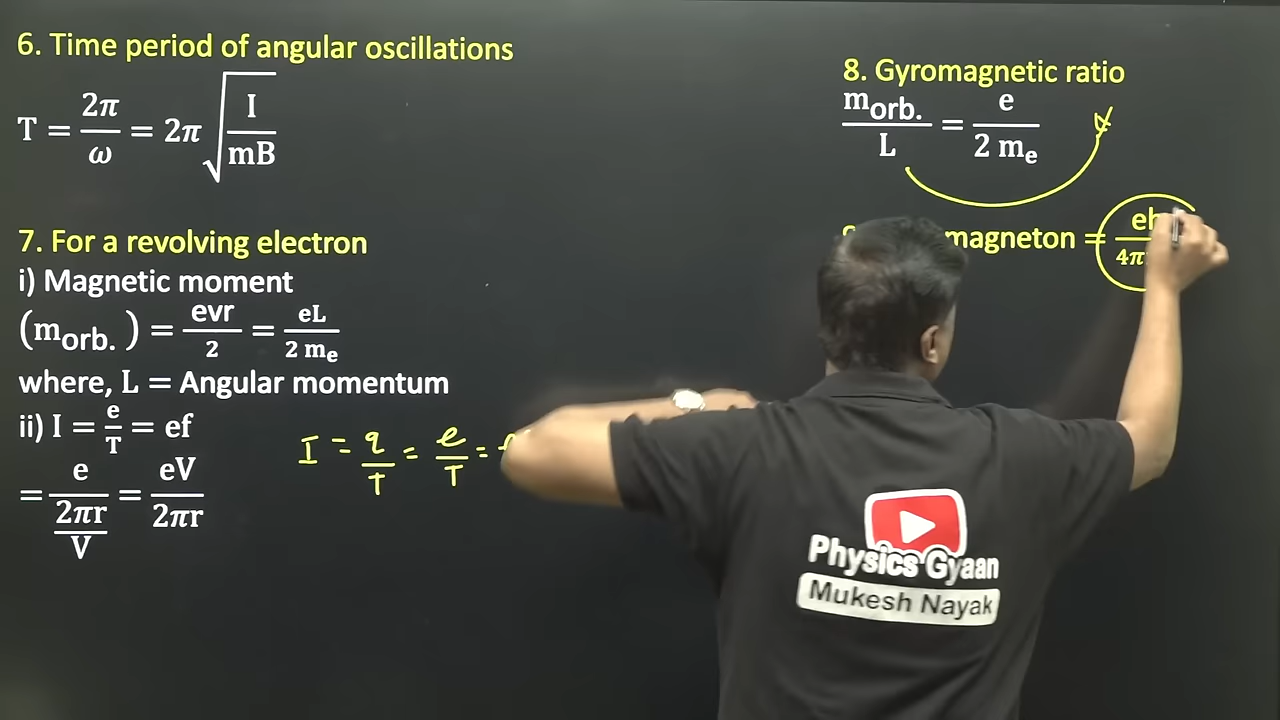 6. Time period of angular oscillations
T = 2π/ω = 2π √(I/mB)
7. For a revolving electron
i) Magnetic moment
(m_orb.) = evr/2 = eL/2 m_e
where, L = Angular momentum
ii) I = e/T = ef
= e/(2πr/V) = eV/2πr
I = q/T = e/T =
8. Gyromagnetic ratio
m_orb./L = e/2 m_e
magneton =
Physics Gyaan
Mukesh Nayak